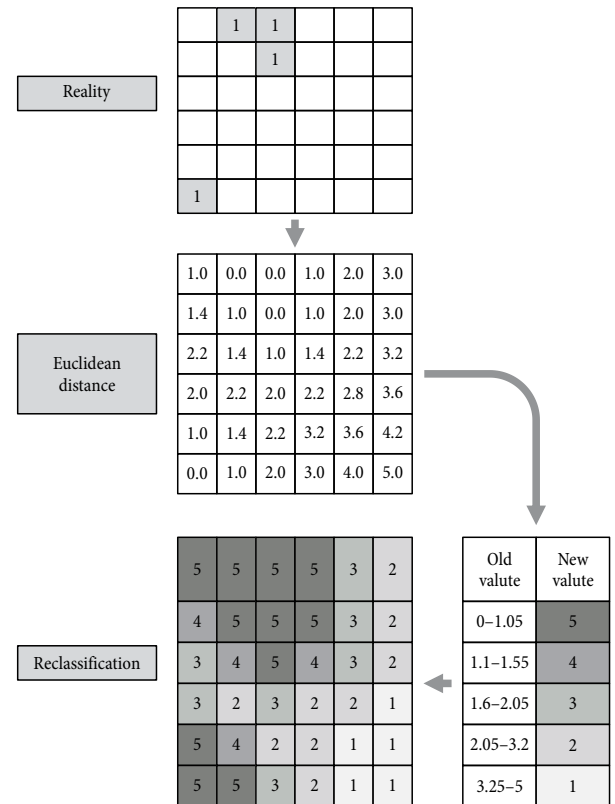 1 1
1
Reality
1
1.0 0.0 0.0 1.0 2.0 3.0
1.4 1.0 0.0 1.0 2.0 3.0
2.2 1.4 1.0 1.4 2.2 3.2
Euclidean
distance
2.0 2.2 2.0 2.2 2.8 3.6
1.0 1.4 2.2 3.2 3.6 4.2
0.0 1.0 2.0 3.0 4.0 5.0
5 5 5 5 3 2
4 5 5 5 3 2
Reclassification
3 4 5 4 3 2
3 2 3 2 2 1
5 4 2 2 1 1
5 5 3 2 1 1
Old
valute
New
valute
0–1.05 5
1.1–1.55 4
1.6–2.05 3
2.05–3.2 2
3.25–5 1